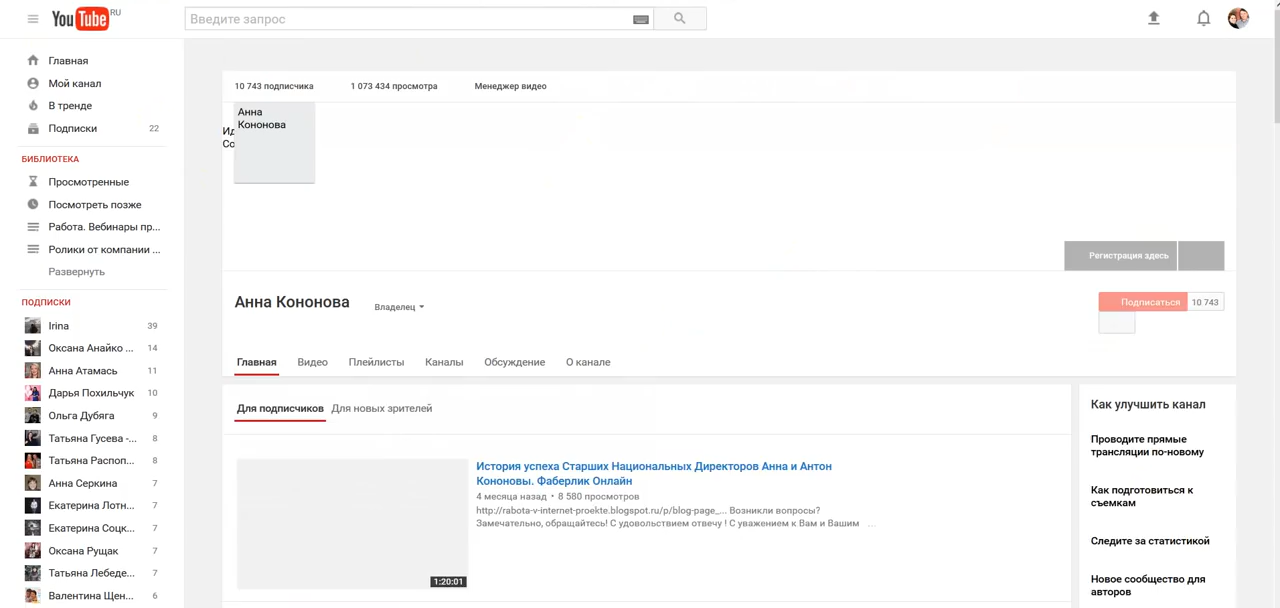 YouTube RU
Введите запрос
Главная
Мой канал
В тренде
Подписки 22
БИБЛИОТЕКА
Просмотренные
Посмотреть позже
Работа. Вебинары пр...
Ролики от компании ...
Развернуть
ПОДПИСКИ
Irina 39
Оксана Анайко ... 14
Анна Атамась 11
Дарья Похильчук 10
Ольга Дубяга 9
Татьяна Гусева -... 8
Татьяна Распоп... 8
Анна Серкина 7
Екатерина Лотн... 7
Екатерина Соцк... 7
Оксана Рущак 7
Татьяна Лебеде... 7
Валентина Щен... 6
10 743 подписчика 1 073 434 просмотра Менеджер видео
Анна
Кононова
Регистрация здесь
Анна Кононова Владелец
Подписаться 10 743
Главная Видео Плейлисты Каналы Обсуждение О канале
Для подписчиков Для новых зрителей
История успеха Старших Национальных Директоров Анна и Антон
Кононовы. Фаберлик Онлайн
4 месяца назад • 8 580 просмотров
http://rabota-v-internet-proekte.blogspot.ru/p/blog-page_... Возникли вопросы?
Замечательно, обращайтесь! С удовольствием отвечу ! С уважением к Вам и Вашим ...
1:20:01
Как улучшить канал
Проводите прямые
трансляции по-новому
Как подготовиться к
съемкам
Следите за статистикой
Новое сообщество для
авторов